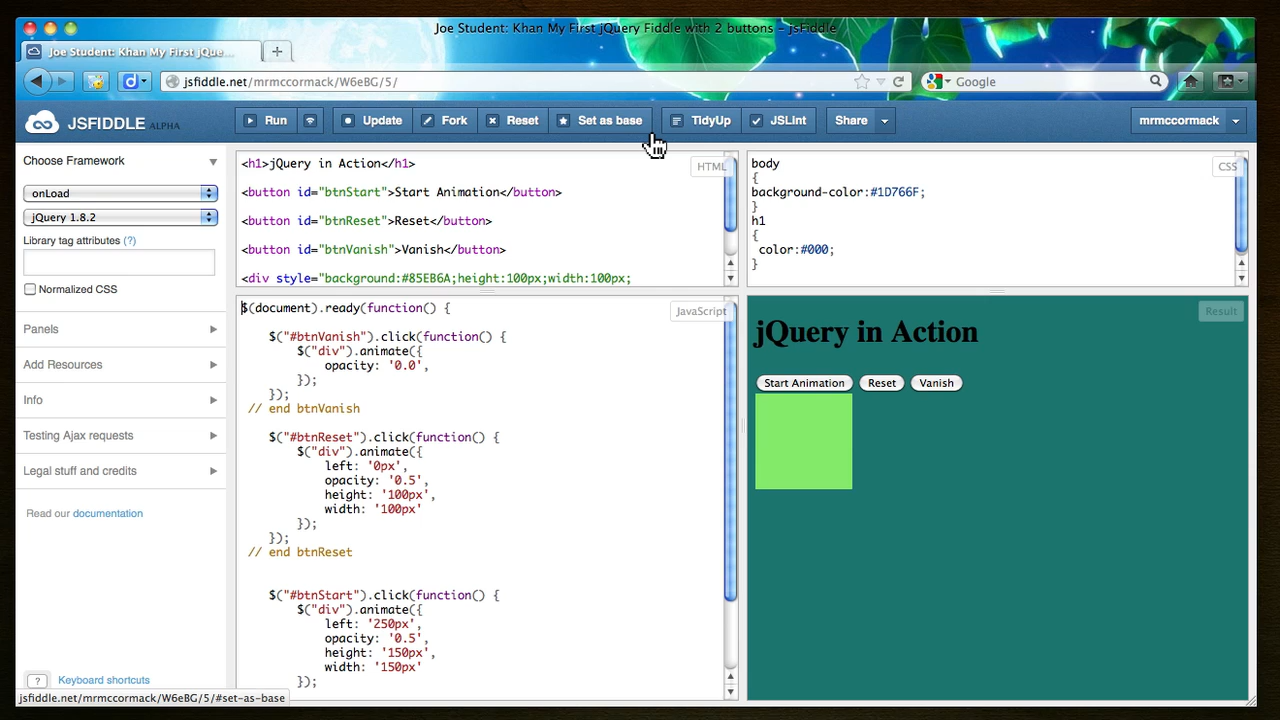 Joe Student: Khan My First jQuery Fiddle with 2 buttons – jsFiddle
Joe Student: Khan My First jQue...
jsfiddle.net/mrmccormack/W6eBG/5/
Google
JSFIDDLE ALPHA
Run
Update
Fork
Reset
Set as base
TidyUp
JSLint
Share
mrmccormack
Choose Framework
onLoad
jQuery 1.8.2
Library tag attributes (?)
Normalized CSS
Panels
Add Resources
Info
Testing Ajax requests
Legal stuff and credits
Read our documentation
? Keyboard shortcuts
jsfiddle.net/mrmccormack/W6eBG/5/#set-as-base
HTML
<h1>jQuery in Action</h1>
<button id="btnStart">Start Animation</button>
<button id="btnReset">Reset</button>
<button id="btnVanish">Vanish</button>
<div style="background:#85EB6A;height:100px;width:100px;
CSS
body
{
background-color:#1D766F;
}
h1
{
color:#000;
}
JavaScript
$(document).ready(function() {
$("#btnVanish").click(function() {
$("div").animate({
opacity: '0.0',
});
});
// end btnVanish
$("#btnReset").click(function() {
$("div").animate({
left: '0px',
opacity: '0.5',
height: '100px',
width: '100px'
});
});
// end btnReset
$("#btnStart").click(function() {
$("div").animate({
left: '250px',
opacity: '0.5',
height: '150px',
width: '150px'
});
Result
jQuery in Action
Start Animation
Reset
Vanish